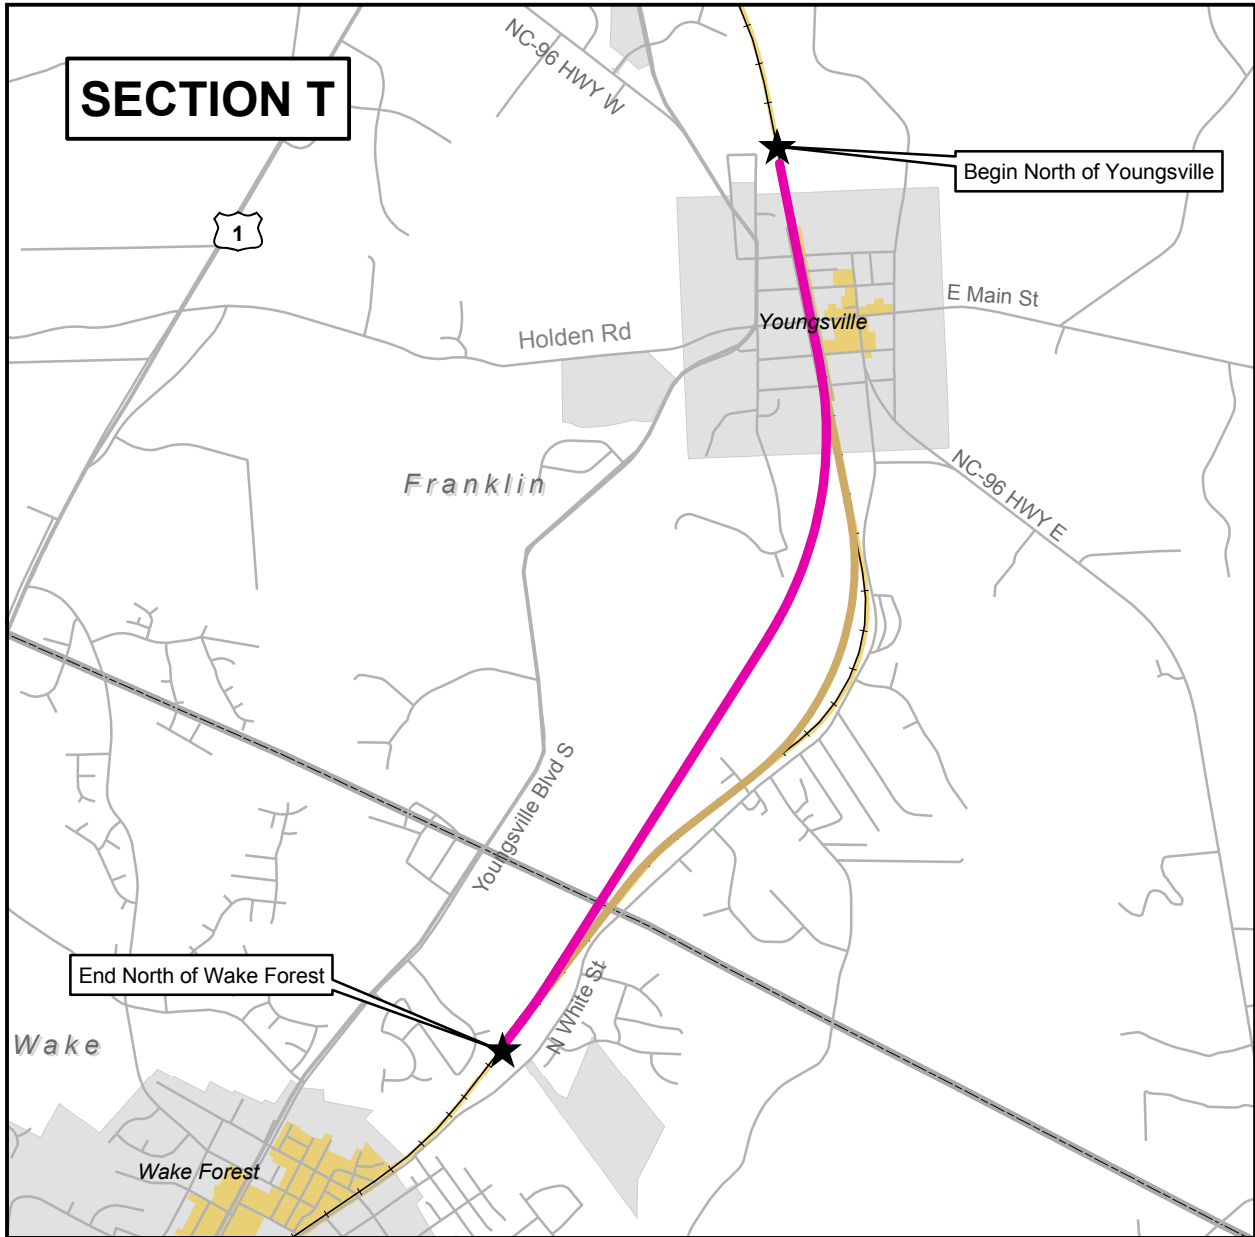 NC-96 HWY W
SECTION T
Begin North of Youngsville
1
E Main St
Youngsville
Holden Rd
Franklin
NC-96 HWY E
Youngsville Blvd S
End North of Wake Forest
N White St
Wake
Wake Forest